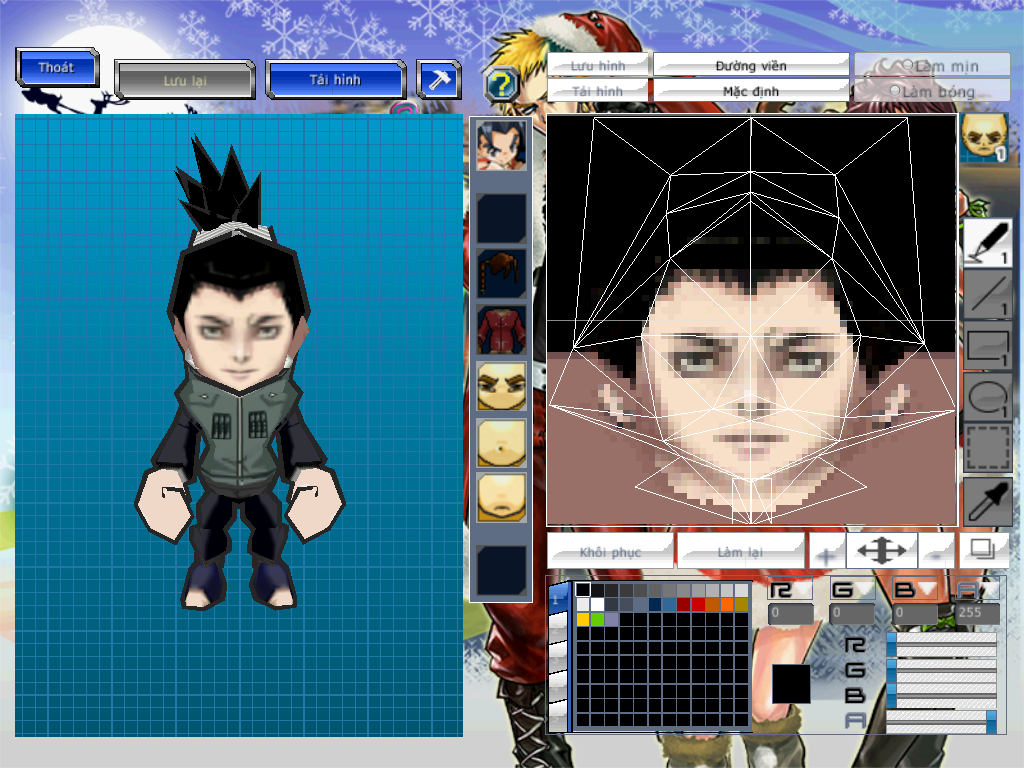 Thoát
Lưu lại
Tải hình
?
Lưu hình
Đường viền
Làm mịn
Tải hình
Mặc định
Làm bóng
1
1
1
1
1
Khôi phục
Làm lại
+
-
1
R
G
B
A
0
0
0
255
R
G
B
A